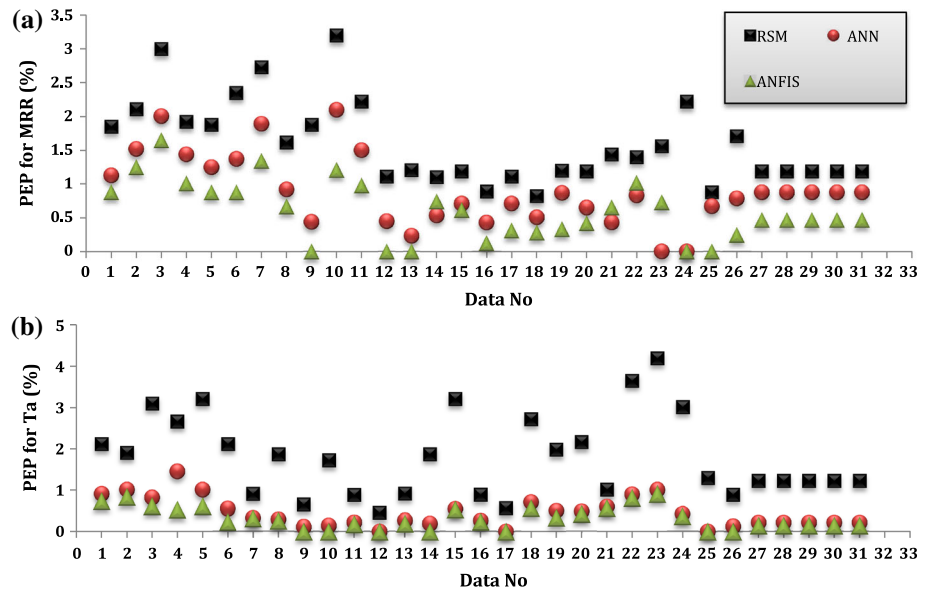 (a)
PEP for MRR (%)
3.5
3
2.5
2
1.5
1
0.5
0
RSM ANN
ANFIS
0 1 2 3 4 5 6 7 8 9 10 11 12 13 14 15 16 17 18 19 20 21 22 23 24 25 26 27 28 29 30 31 32 33
Data No
(b)
PEP for Ta (%)
5
4
3
2
1
0
0 1 2 3 4 5 6 7 8 9 10 11 12 13 14 15 16 17 18 19 20 21 22 23 24 25 26 27 28 29 30 31 32 33
Data No